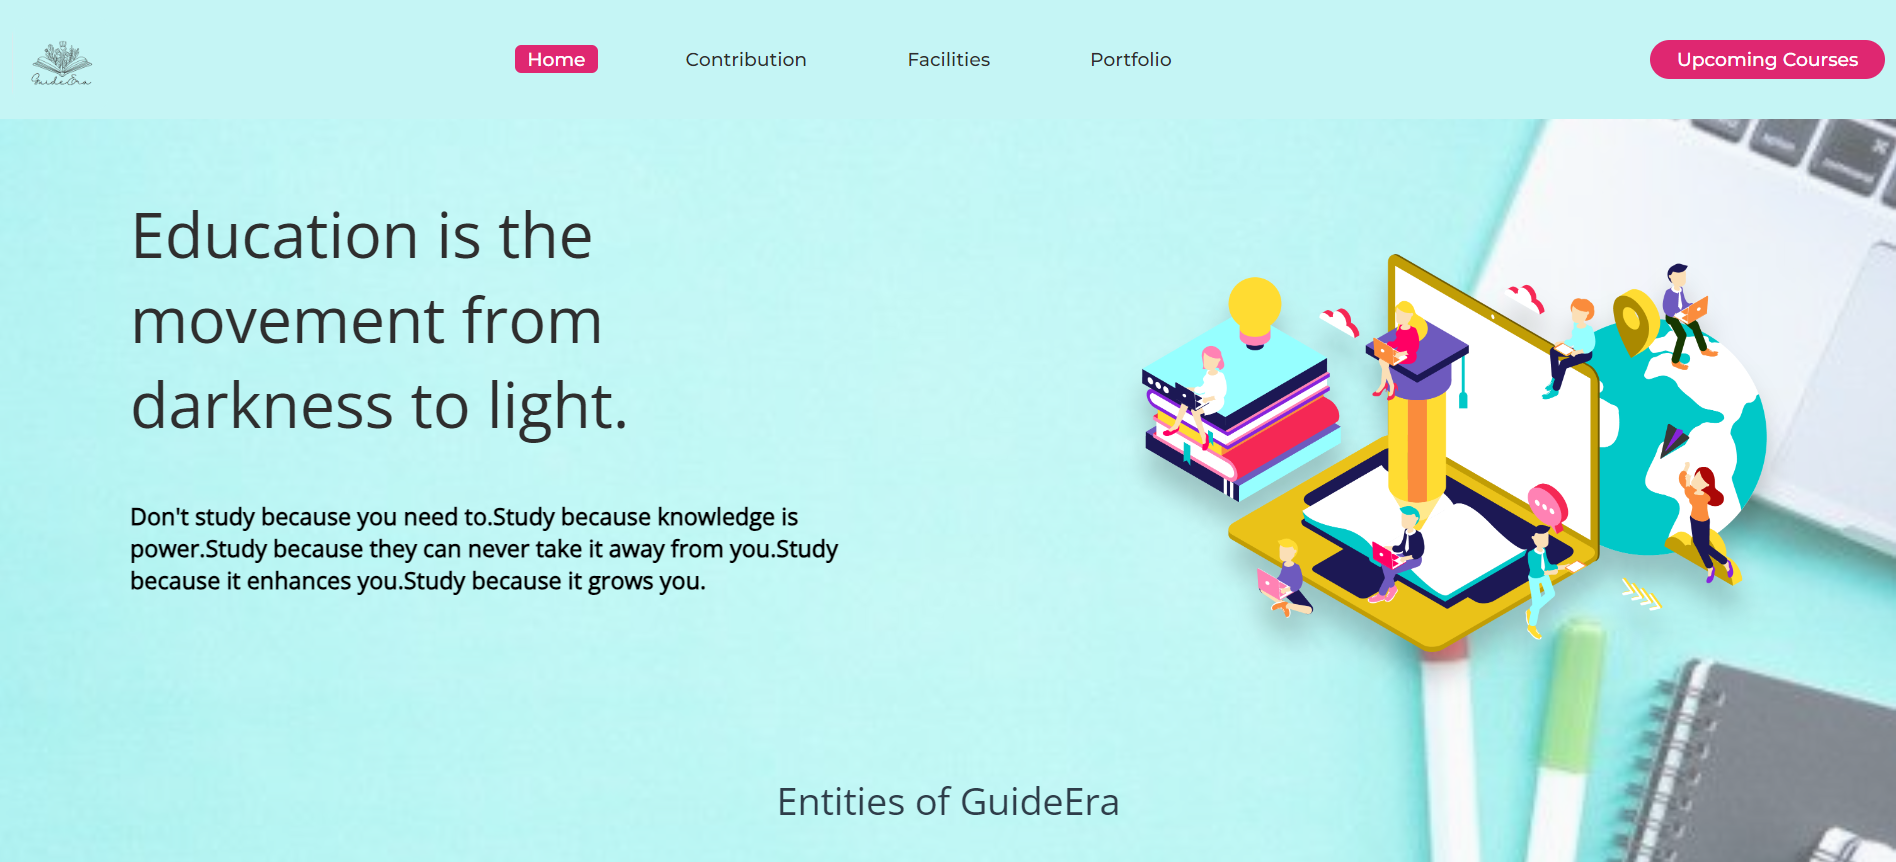 GuideEra
Home
Contribution
Facilities
Portfolio
Upcoming Courses
Education is the
movement from
darkness to light.
Don't study because you need to.Study because knowledge is
power.Study because they can never take it away from you.Study
because it enhances you.Study because it grows you.
Entities of GuideEra